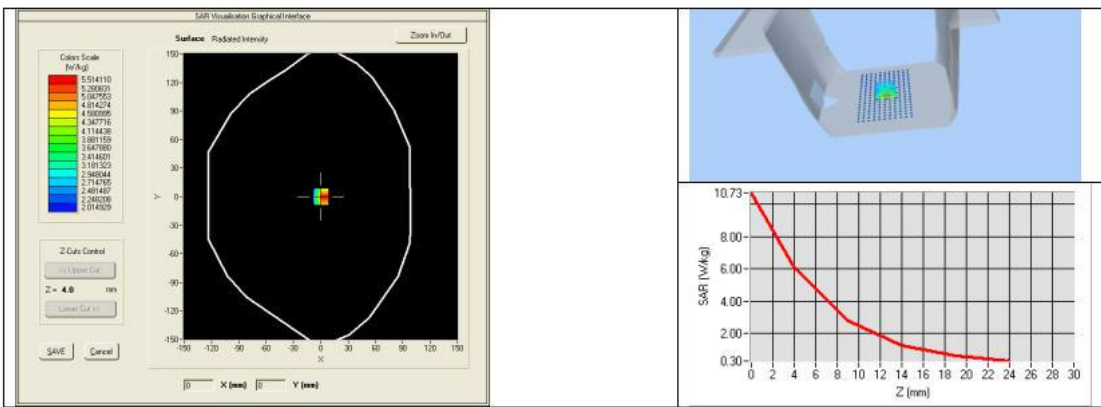 SAR Visualisation Graphical Interface
Surface Radiated Intensity
Zoom In/Out
Colors Scale
(W/kg)
5.514110
5.280831
5.047553
4.814274
4.580995
4.347716
4.114438
3.881159
3.647880
3.414601
3.181323
2.948044
2.714765
2.481487
2.248208
2.014929
150
120
60
30
0
-30
-60
-120
-150
Y
-150
-120
-60
-30
0
30
60
120
150
X
Z-Cuts Control
<< Upper Cut
Z = 4.0 mm
Lower Cut >>
SAVE
Cancel
0 X (mm) 0 Y (mm)
10.73
8.00
6.00
4.00
2.00
0.30
SAR (W/kg)
0 2 4 6 8 10 12 14 16 18 20 22 24 26 28 30
Z (mm)